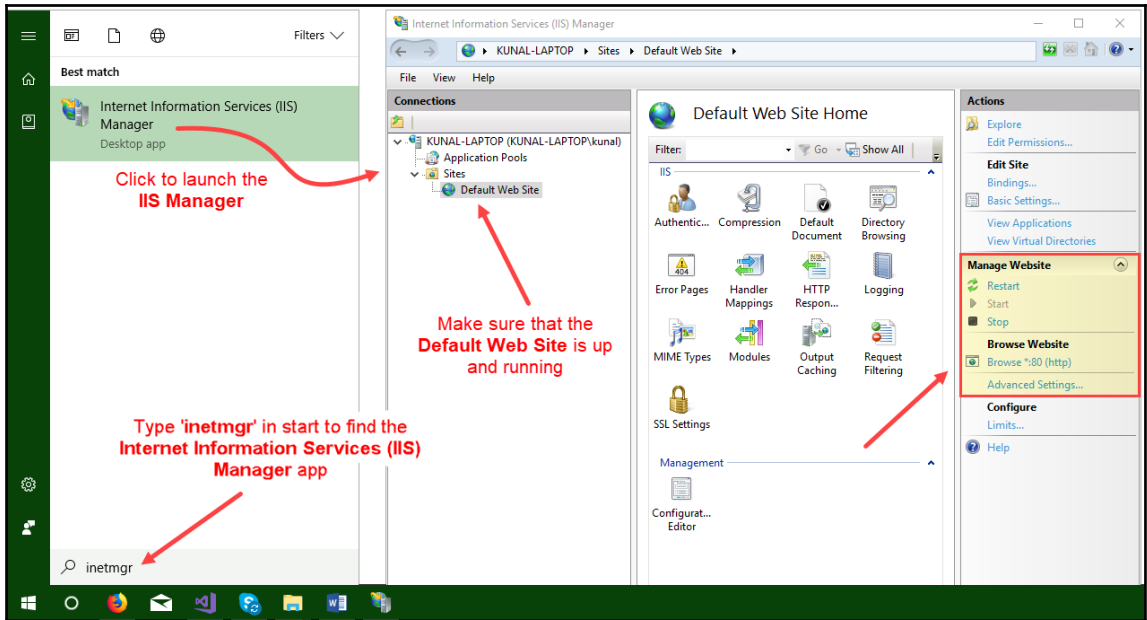 Filters
Best match
Internet Information Services (IIS)
Manager
Desktop app
Click to launch the
IIS Manager
Type 'inetmgr' in start to find the
Internet Information Services (IIS)
Manager app
inetmgr
Internet Information Services (IIS) Manager
KUNAL-LAPTOP Sites Default Web Site
File View Help
Connections
KUNAL-LAPTOP (KUNAL-LAPTOP\kunal)
Application Pools
Sites
Default Web Site
Make sure that the
Default Web Site is up
and running
Default Web Site Home
Filter: Go Show All
IIS
Authentic... Compression Default Directory
Document Browsing
404
Error Pages Handler HTTP Logging
Mappings Respon...
MIME Types Modules Output Request
Caching Filtering
SSL Settings
Management
Configurat...
Editor
Actions
Explore
Edit Permissions...
Edit Site
Bindings...
Basic Settings...
View Applications
View Virtual Directories
Manage Website
Restart
Start
Stop
Browse Website
Browse *:80 (http)
Advanced Settings...
Configure
Limits...
Help